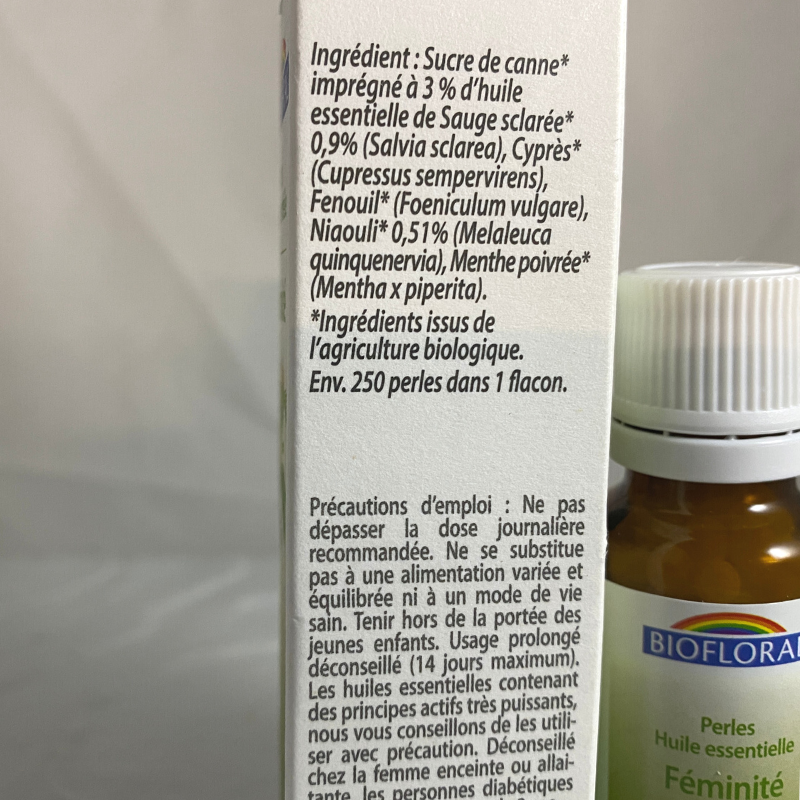 Ingrédient : Sucre de canne*
imprégné à 3 % d'huile
essentielle de Sauge sclarée*
0,9% (Salvia sclarea), Cyprès*
(Cupressus sempervirens),
Fenouil* (Foeniculum vulgare),
Niaouli* 0,51% (Melaleuca
quinquenervia), Menthe poivrée*
(Mentha x piperita).
*Ingrédients issus de
l'agriculture biologique.
Env. 250 perles dans 1 flacon.
Précautions d'emploi : Ne pas
dépasser la dose journalière
recommandée. Ne se substitue
pas à une alimentation variée et
équilibrée ni à un mode de vie
sain. Tenir hors de la portée des
jeunes enfants. Usage prolongé
déconseillé (14 jours maximum).
Les huiles essentielles contenant
des principes actifs très puissants,
nous vous conseillons de les utili-
ser avec précaution. Déconseillé
chez la femme enceinte ou allai-
tante, les personnes diabétiques
BIOFLORAL
Perles
Huile essentielle
Féminité